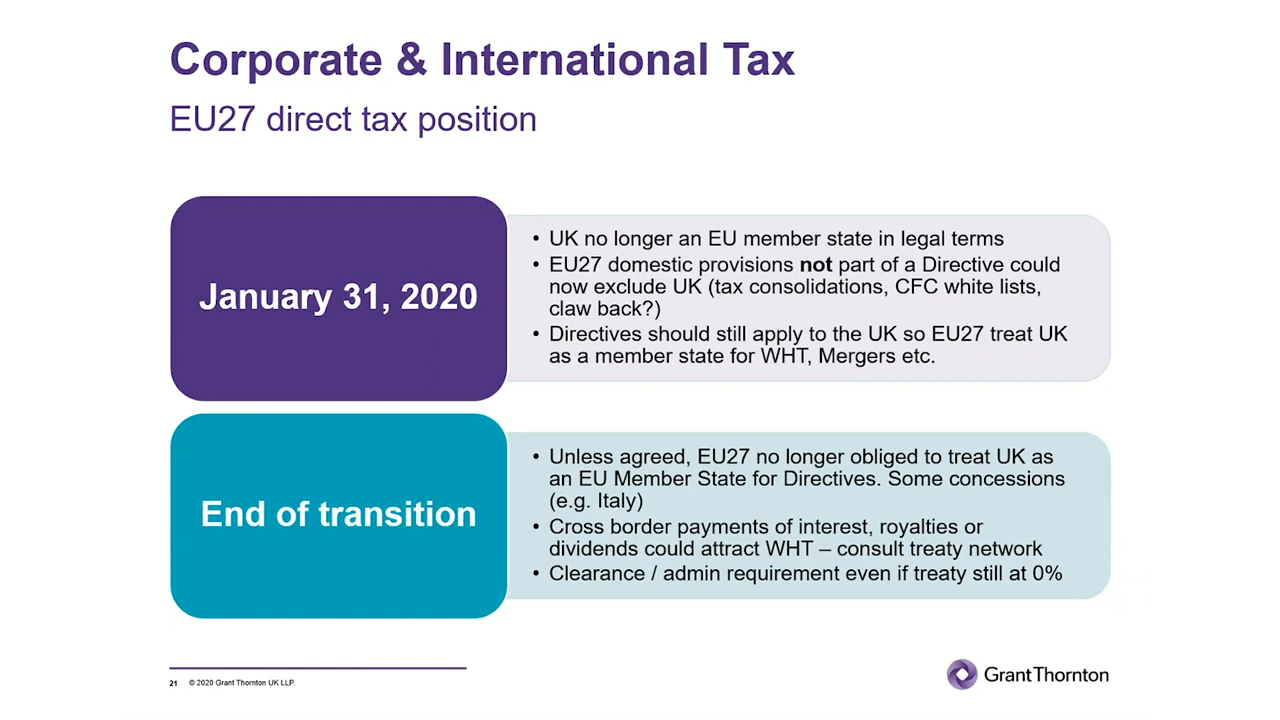 Corporate & International Tax
EU27 direct tax position
January 31, 2020
• UK no longer an EU member state in legal terms
• EU27 domestic provisions not part of a Directive could
now exclude UK (tax consolidations, CFC white lists,
claw back?)
• Directives should still apply to the UK so EU27 treat UK
as a member state for WHT, Mergers etc.
End of transition
• Unless agreed, EU27 no longer obliged to treat UK as
an EU Member State for Directives. Some concessions
(e.g. Italy)
• Cross border payments of interest, royalties or
dividends could attract WHT – consult treaty network
• Clearance / admin requirement even if treaty still at 0%
21 © 2020 Grant Thornton UK LLP.
GrantThornton